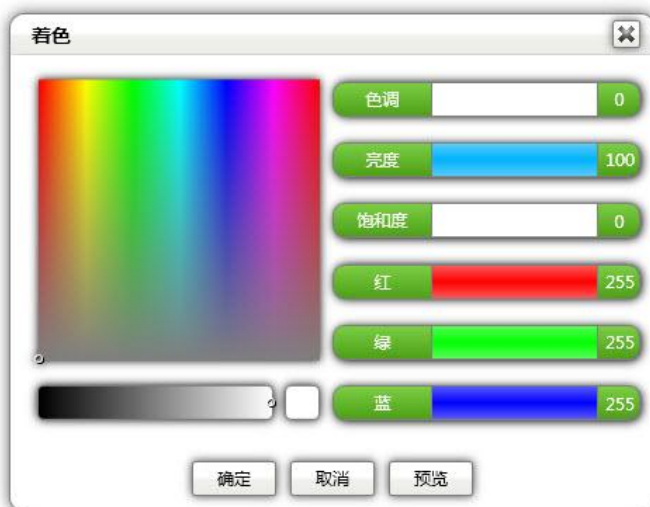 着色
色调 0
亮度 100
饱和度 0
红 255
绿 255
蓝 255
确定 取消 预览